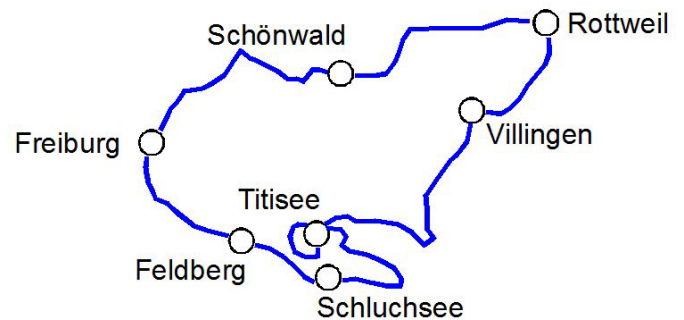 Rottweil
Schönwald
Villingen
Freiburg
Titisee
Feldberg
Schluchsee